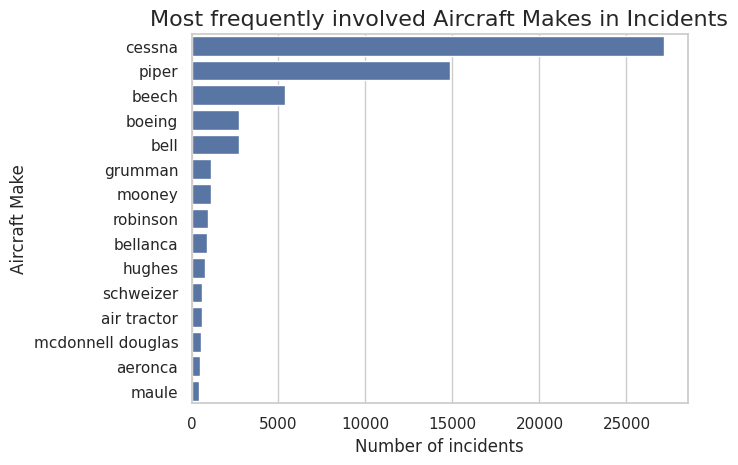 Most frequently involved Aircraft Makes in Incidents
Aircraft Make
cessna
piper
beech
boeing
bell
grumman
mooney
robinson
bellanca
hughes
schweizer
air tractor
mcdonnell douglas
aeronca
maule
0 5000 10000 15000 20000 25000
Number of incidents